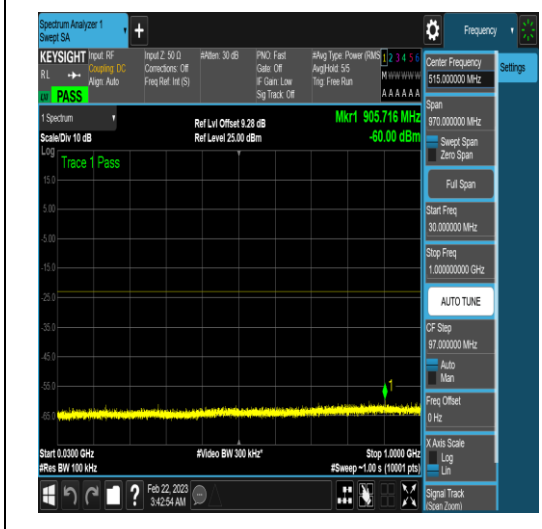 Spectrum Analyzer 1
Swept SA
+
Frequency
KEYSIGHT
RL
Input: RF
Coupling: DC
Align: Auto
Input Z: 50 Ω
Corrections: Off
Freq Ref: Int (S)
#Atten: 30 dB
PNO: Fast
Gate: Off
IF Gain: Low
Sig Track: Off
#Avg Type: Power (RMS)
Avg|Hold: 5/5
Trig: Free Run
1 2 3 4 5 6
M W W W W W
A A A A A A
PASS
1 Spectrum
Scale/Div 10 dB
Ref Lvl Offset 9.28 dB
Ref Level 25.00 dBm
Mkr1 905.716 MHz
-60.00 dBm
Log
Trace 1 Pass
15.0
5.00
-5.00
-15.0
-25.0
-35.0
-45.0
-55.0
-65.0
1
Start 0.0300 GHz
#Res BW 100 kHz
#Video BW 300 kHz*
Stop 1.0000 GHz
#Sweep ~1.00 s (10001 pts)
?
Feb 22, 2023
3:42:54 AM
Center Frequency
515.000000 MHz
Settings
Span
970.000000 MHz
Swept Span
Zero Span
Full Span
Start Freq
30.000000 MHz
Stop Freq
1.000000000 GHz
AUTO TUNE
CF Step
97.000000 MHz
Auto
Man
Freq Offset
0 Hz
X Axis Scale
Log
Lin
Signal Track
(Span Zoom)